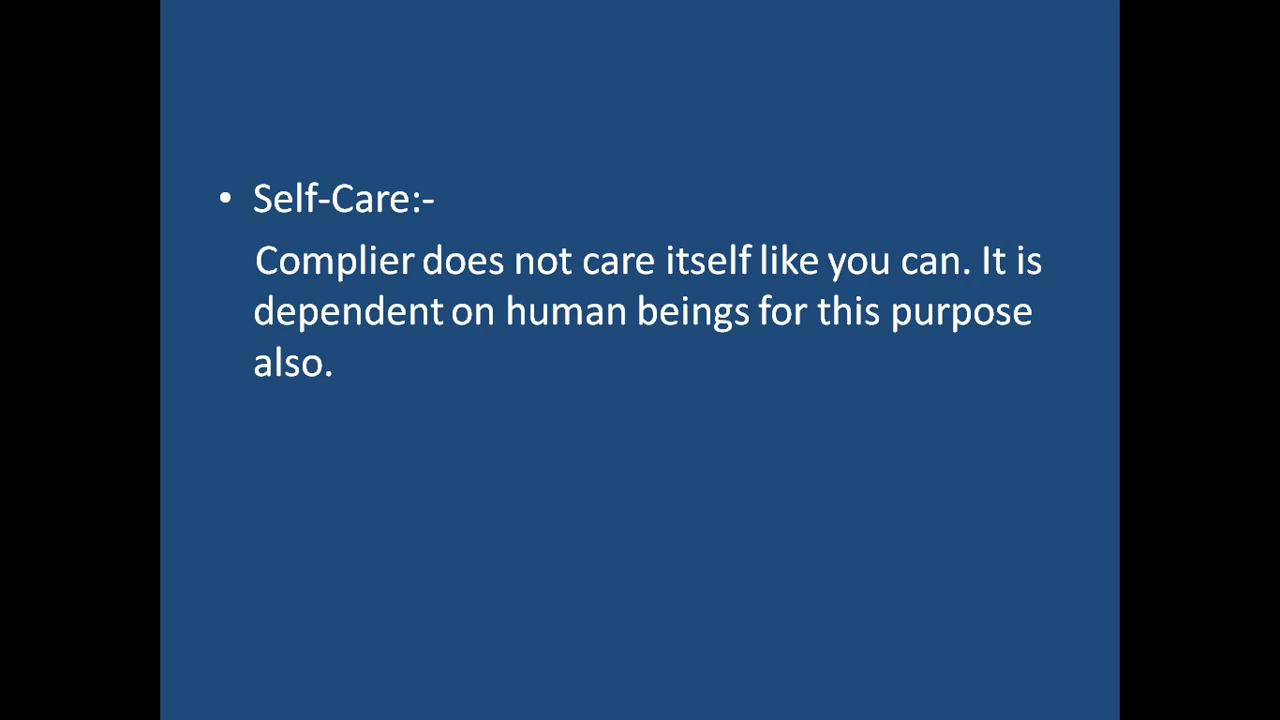 • Self-Care:-
Complier does not care itself like you can. It is
dependent on human beings for this purpose
also.